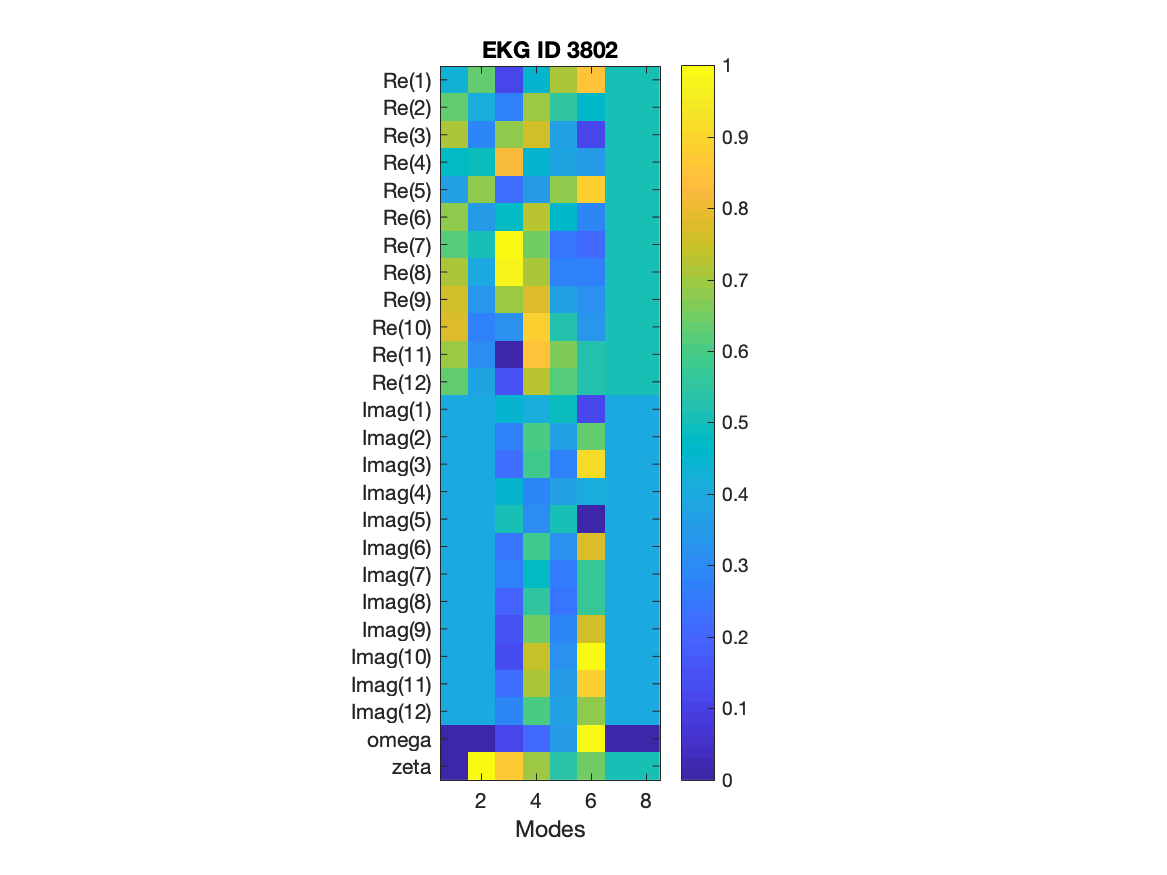 EKG ID 3802
Re(1)
Re(2)
Re(3)
Re(4)
Re(5)
Re(6)
Re(7)
Re(8)
Re(9)
Re(10)
Re(11)
Re(12)
Imag(1)
Imag(2)
Imag(3)
Imag(4)
Imag(5)
Imag(6)
Imag(7)
Imag(8)
Imag(9)
Imag(10)
Imag(11)
Imag(12)
omega
zeta
2 4 6 8
Modes
1
0.9
0.8
0.7
0.6
0.5
0.4
0.3
0.2
0.1
0